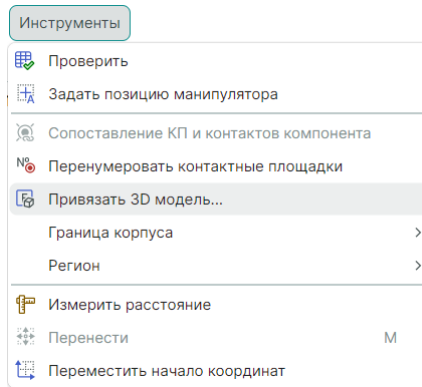 Инструменты
Проверить
Задать позицию манипулятора
Сопоставление КП и контактов компонента
Перенумеровать контактные площадки
Привязать 3D модель...
Граница корпуса
Регион
Измерить расстояние
Перенести M
Переместить начало координат